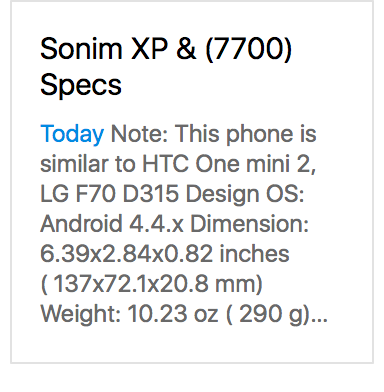 Sonim XP & (7700)
Specs
Today Note: This phone is
similar to HTC One mini 2,
LG F70 D315 Design OS:
Android 4.4.x Dimension:
6.39x2.84x0.82 inches
( 137x72.1x20.8 mm)
Weight: 10.23 oz ( 290 g)...